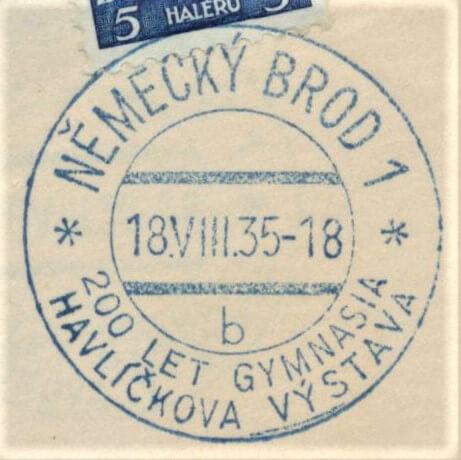 5 HALÉŘŮ 5
NĚMECKÝ BROD 1
* *
18.VIII.35-18
b
200 LET GYMNASIA
HAVLÍČKOVA VÝSTAVA